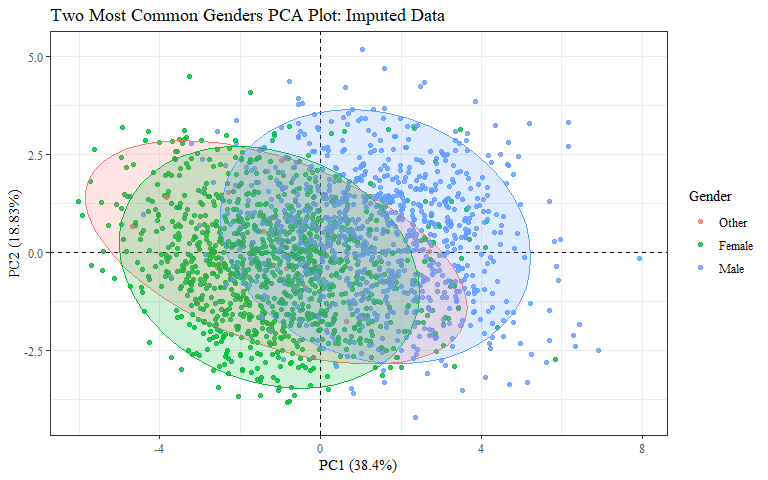 Two Most Common Genders PCA Plot: Imputed Data
5.0
2.5
0.0
-2.5
PC2 (18.83%)
-4
0
4
8
PC1 (38.4%)
Gender
Other
Female
Male